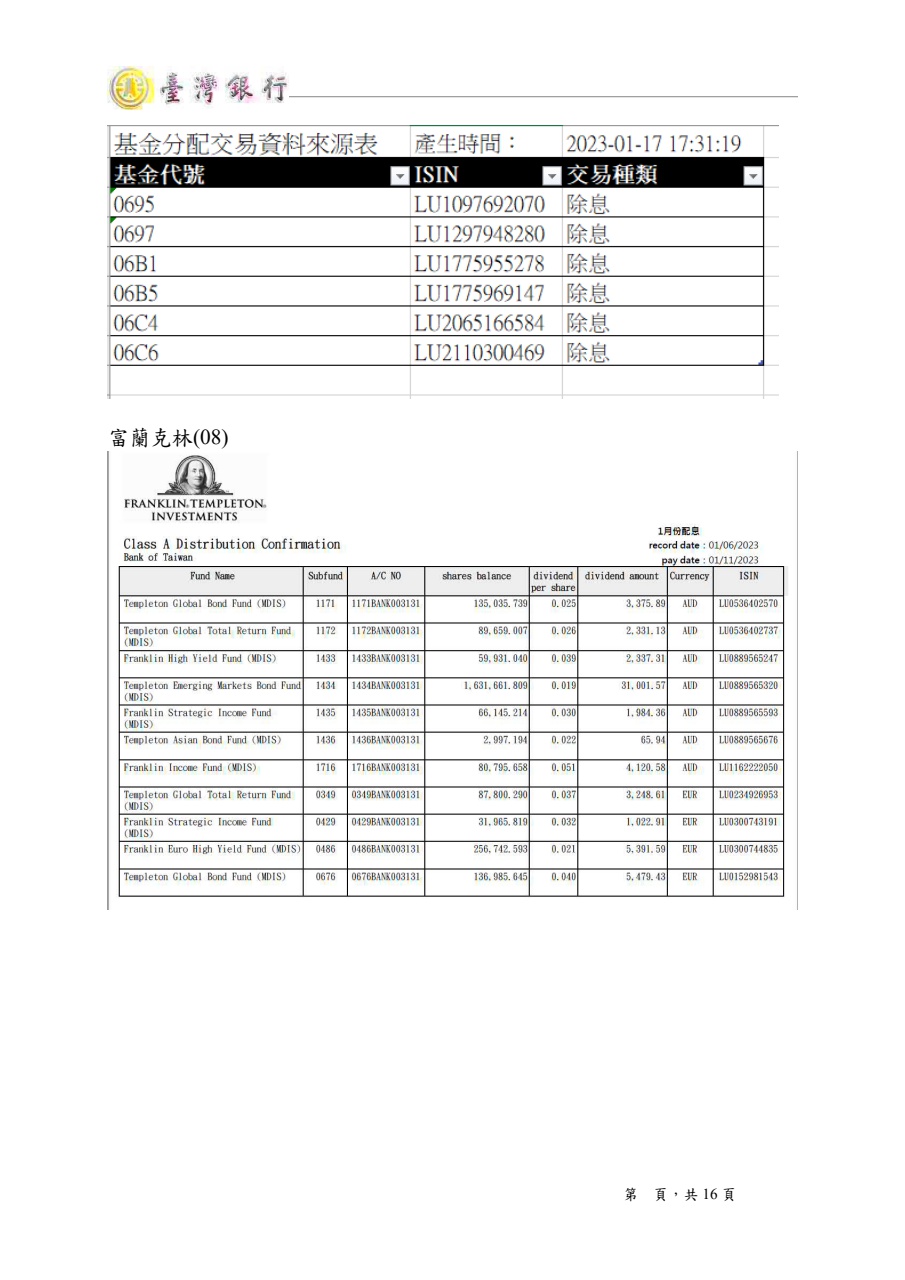 臺灣銀行
基金分配交易資料來源表 產生時間： 2023-01-17 17:31:19
基金代號 ISIN 交易種類
0695 LU1097692070 除息
0697 LU1297948280 除息
06B1 LU1775955278 除息
06B5 LU1775969147 除息
06C4 LU2065166584 除息
06C6 LU2110300469 除息
富蘭克林(08)
FRANKLIN TEMPLETON
INVESTMENTS
1月份配息
Class A Distribution Confirmation record date：01/06/2023
Bank of Taiwan pay date：01/11/2023
Fund Name Subfund A/C NO shares balance dividend per share dividend amount Currency ISIN
Templeton Global Bond Fund (MDIS) 1171 1171BANK003131 135,035.739 0.025 3,375.89 AUD LU0536402570
Templeton Global Total Return Fund (MDIS) 1172 1172BANK003131 89,659.007 0.026 2,331.13 AUD LU0536402737
Franklin High Yield Fund (MDIS) 1433 1433BANK003131 59,931.040 0.039 2,337.31 AUD LU0889565247
Templeton Emerging Markets Bond Fund (MDIS) 1434 1434BANK003131 1,631,661.809 0.019 31,001.57 AUD LU0889565320
Franklin Strategic Income Fund (MDIS) 1435 1435BANK003131 66,145.214 0.030 1,984.36 AUD LU0889565593
Templeton Asian Bond Fund (MDIS) 1436 1436BANK003131 2,997.194 0.022 65.94 AUD LU0889565676
Franklin Income Fund (MDIS) 1716 1716BANK003131 80,795.658 0.051 4,120.58 AUD LU1162222050
Templeton Global Total Return Fund (MDIS) 0349 0349BANK003131 87,800.290 0.037 3,248.61 EUR LU0234926953
Franklin Strategic Income Fund (MDIS) 0429 0429BANK003131 31,965.819 0.032 1,022.91 EUR LU0300743191
Franklin Euro High Yield Fund (MDIS) 0486 0486BANK003131 256,742.593 0.021 5,391.59 EUR LU0300744835
Templeton Global Bond Fund (MDIS) 0676 0676BANK003131 136,985.645 0.040 5,479.43 EUR LU0152981543
第 頁，共 16 頁